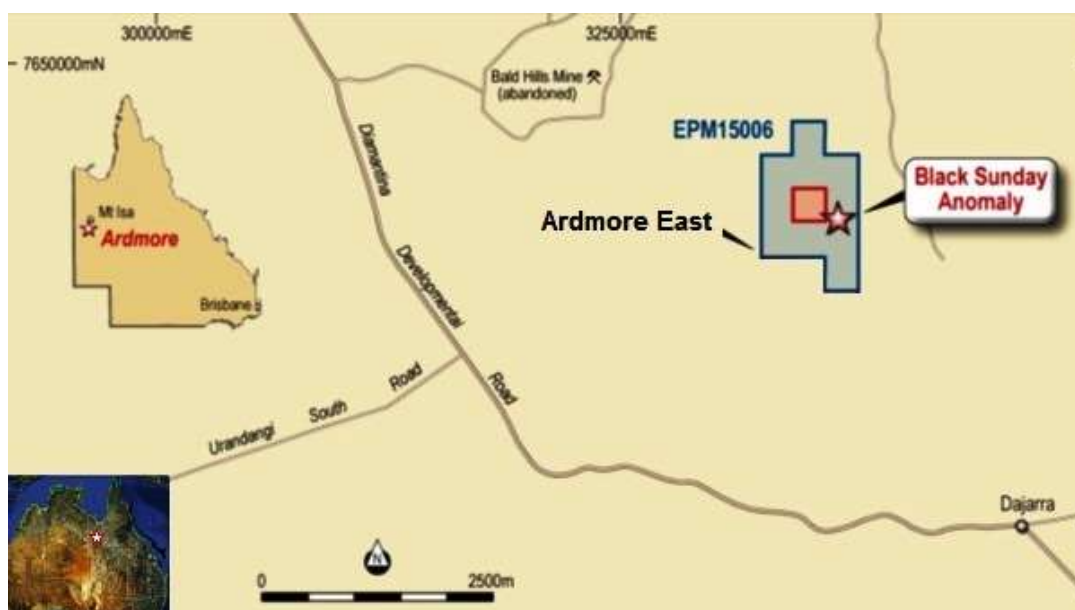 300000mE
325000mE
7650000mN
Bald Hills Mine
(abandoned)
EPM15006
Black Sunday
Anomaly
Ardmore East
Mt Isa
Ardmore
Brisbane
Diamantina
Developmental
Road
Urandangi South Road
Dajarra
N
0 2500m